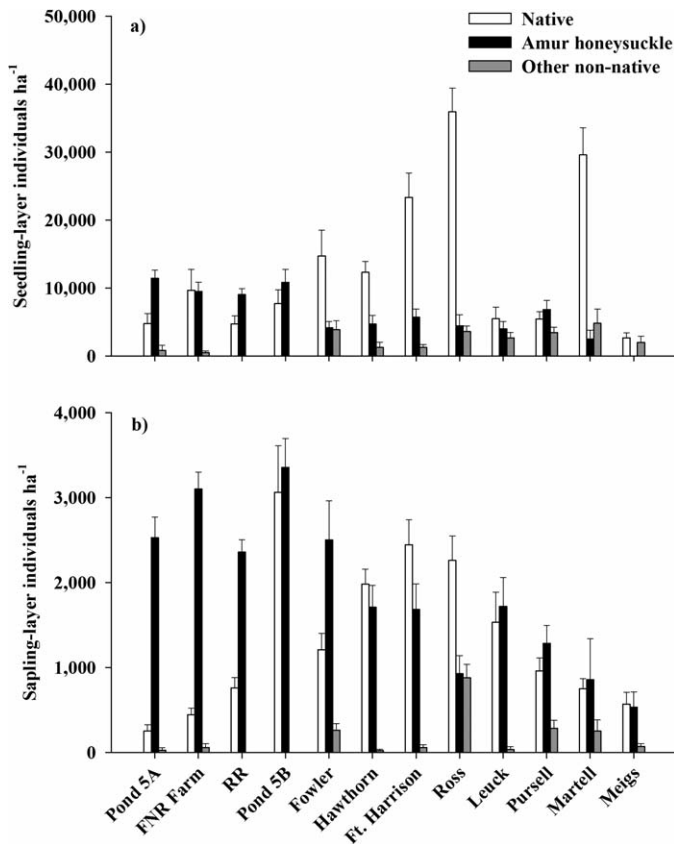 a)
Native
Amur honeysuckle
Other non-native
Seedling-layer individuals ha⁻¹
50,000
40,000
30,000
20,000
10,000
0
b)
Sapling-layer individuals ha⁻¹
4,000
3,000
2,000
1,000
0
Pond 5A
FNR Farm
RR
Pond 5B
Fowler
Hawthorn
Ft. Harrison
Ross
Leuck
Pursell
Martell
Meigs